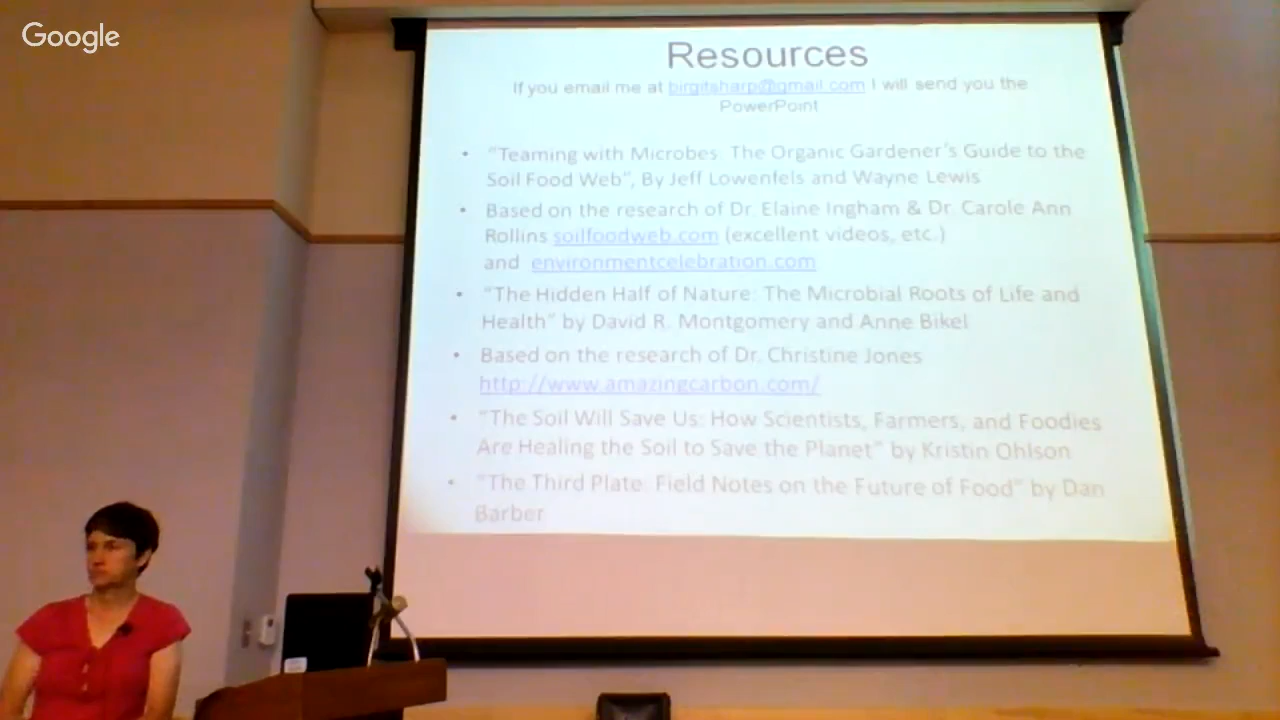 Google
Resources
If you email me at birgitsharp@gmail.com I will send you the
PowerPoint
• "Teaming with Microbes: The Organic Gardener's Guide to the
Soil Food Web", By Jeff Lowenfels and Wayne Lewis
• Based on the research of Dr. Elaine Ingham & Dr. Carole Ann
Rollins soilfoodweb.com (excellent videos, etc.)
and environmentcelebration.com
• "The Hidden Half of Nature: The Microbial Roots of Life and
Health" by David R. Montgomery and Anne Bikel
• Based on the research of Dr. Christine Jones
http://www.amazingcarbon.com/
• "The Soil Will Save Us: How Scientists, Farmers, and Foodies
Are Healing the Soil to Save the Planet" by Kristin Ohlson
• "The Third Plate: Field Notes on the Future of Food" by Dan
Barber